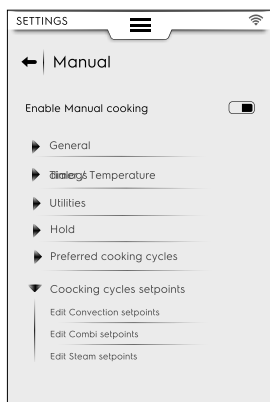 SETTINGS
Manual
Enable Manual cooking
General
Temperature
Utilities
Hold
Preferred cooking cycles
Coocking cycles setpoints
Edit Convection setpoints
Edit Combi setpoints
Edit Steam setpoints